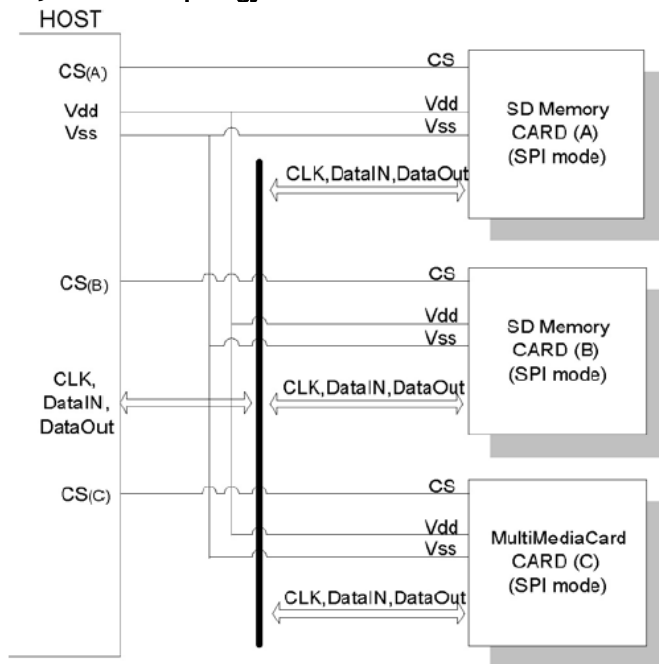 HOST
CS(A)
CS
Vdd
Vdd
Vss
Vss
SD Memory
CARD (A)
(SPI mode)
CLK,DataIN,DataOut
CS(B)
CS
Vdd
Vss
SD Memory
CARD (B)
(SPI mode)
CLK,
DataIN,
DataOut
CLK,DataIN,DataOut
CS(C)
CS
Vdd
Vss
MultiMediaCard
CARD (C)
(SPI mode)
CLK,DataIN,DataOut